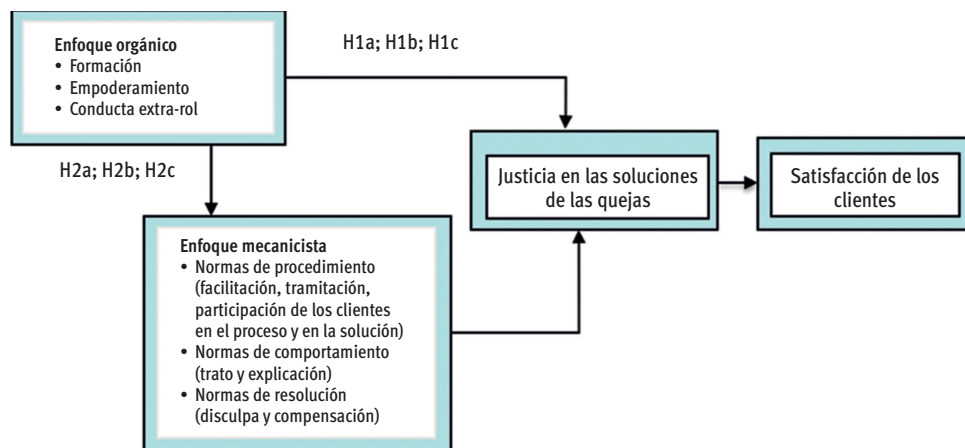 Enfoque orgánico
• Formación
• Empoderamiento
• Conducta extra-rol
H1a; H1b; H1c
H2a; H2b; H2c
Justicia en las soluciones
de las quejas
Satisfacción de los
clientes
Enfoque mecanicista
• Normas de procedimiento
(facilitación, tramitación,
participación de los clientes
en el proceso y en la solución)
• Normas de comportamiento
(trato y explicación)
• Normas de resolución
(disculpa y compensación)